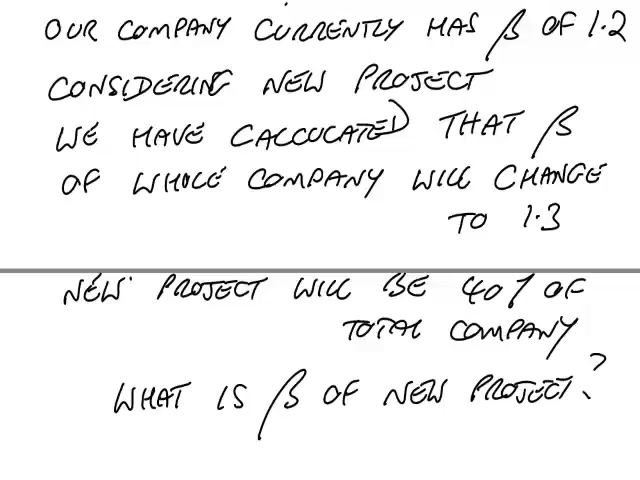 OUR COMPANY CURRENTLY HAS β OF 1.2
CONSIDERING NEW PROJECT
WE HAVE CALCULATED THAT β
OF WHOLE COMPANY WILL CHANGE
TO 1.3
NEW PROJECT WILL BE 40% OF
TOTAL COMPANY
WHAT IS β OF NEW PROJECT?